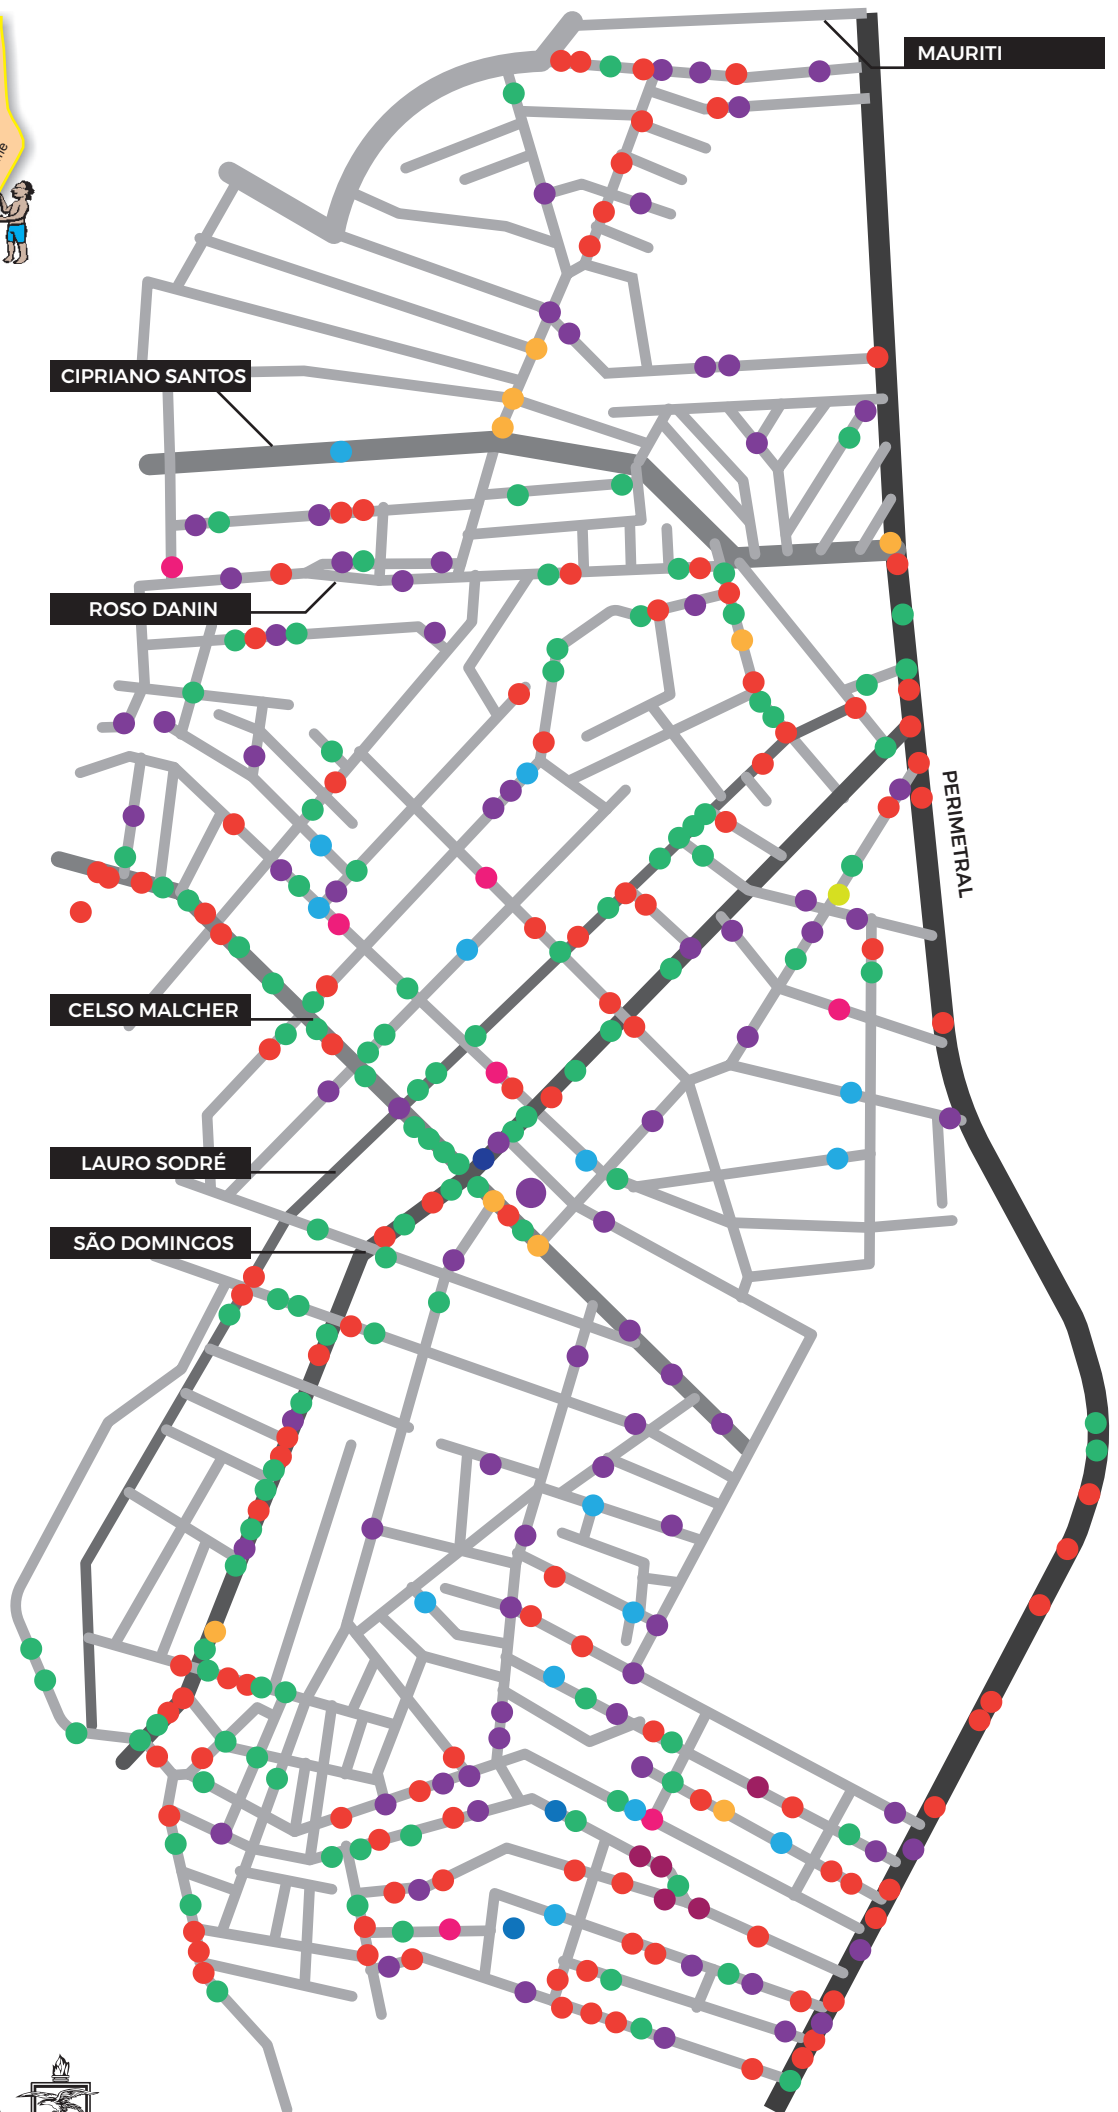 MAURITI
CIPRIANO SANTOS
ROSO DANIN
PERIMETRAL
CELSO MALCHER
LAURO SODRÉ
SÃO DOMINGOS